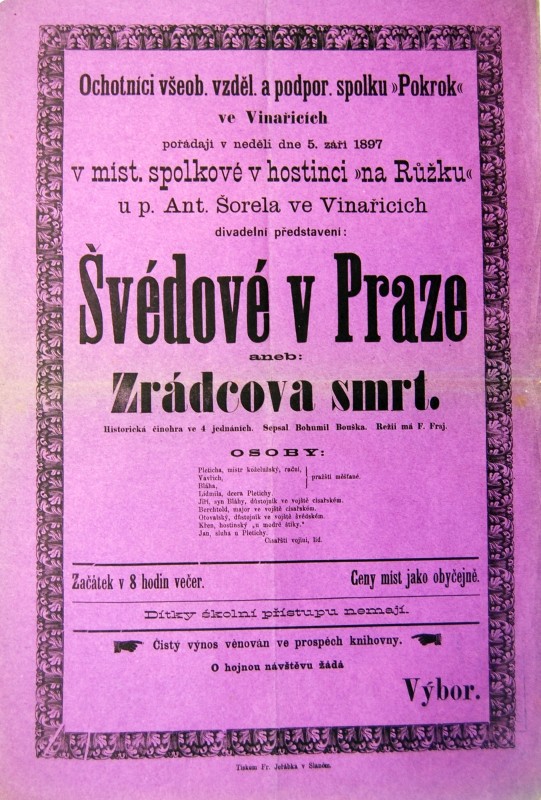 Ochotníci všeob. vzděl. a podpor. spolku »Pokrok«
ve Vinařicích
pořádají v neděli dne 5. září 1897
v míst. spolkové v hostinci »na Růžku«
u p. Ant. Šorela ve Vinařicích
divadelní představení:
Švédové v Praze
aneb:
Zrádcova smrt.
Historická činohra ve 4 jednáních. Sepsal Bohumil Bouška. Režii má F. Fraj.
OSOBY:
Pleticha, mistr koželužský, rační,
Vávřich,
pražští měšťané.
Bláha,
Lidmila, dcera Pletichy.
Jiří, syn Bláhy, důstojník ve vojště císařském.
Berchtold, major ve vojště císařském.
Otovalský, důstojník ve vojště švédském.
Křen, hostinský „u modré štiky."
Jan, sluha u Pletichy.
Císařští vojíni, lid.
Začátek v 8 hodin večer.
Ceny míst jako obyčejně.
Dítky školní přístupu nemají.
Čistý výnos věnován ve prospěch knihovny.
O hojnou návštěvu žádá
Výbor.
Tiskem Fr. Jeřábka v Slaném.